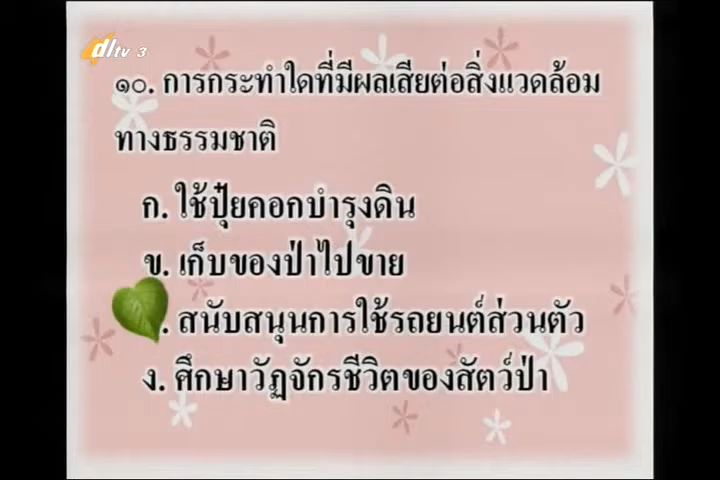 dltv 3
๑๐. การกระทำใดที่มีผลเสียต่อสิ่งแวดล้อม
ทางธรรมชาติ
ก. ใช้ปุ๋ยคอกบำรุงดิน
ข. เก็บของป่าไปขาย
. สนับสนุนการใช้รถยนต์ส่วนตัว
ง. ศึกษาวัฏจักรชีวิตของสัตว์ป่า